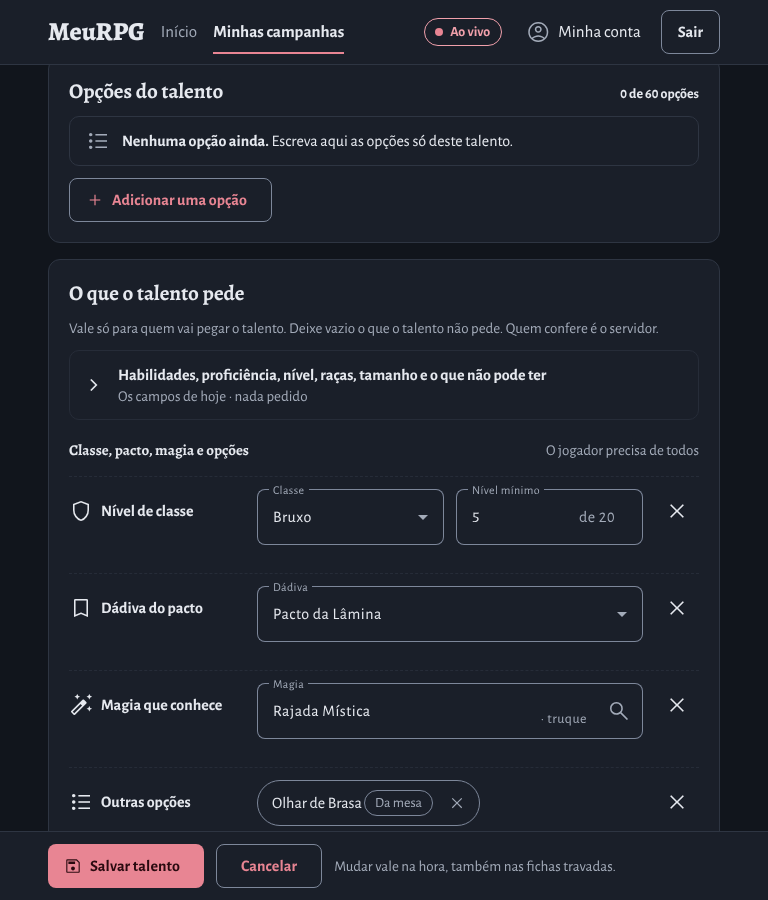 MeuRPG Início Minhas campanhas Ao vivo Minha conta Sair
Opções do talento 0 de 60 opções
Nenhuma opção ainda. Escreva aqui as opções só deste talento.
Adicionar uma opção
O que o talento pede
Vale só para quem vai pegar o talento. Deixe vazio o que o talento não pede. Quem confere é o servidor.
Habilidades, proficiência, nível, raças, tamanho e o que não pode ter
Os campos de hoje · nada pedido
Classe, pacto, magia e opções O jogador precisa de todos
Classe Nível mínimo
Nível de classe Bruxo 5 de 20
Dádiva
Dádiva do pacto Pacto da Lâmina
Magia
Magia que conhece Rajada Mística · truque
Outras opções Olhar de Brasa Da mesa
Salvar talento Cancelar Mudar vale na hora, também nas fichas travadas.